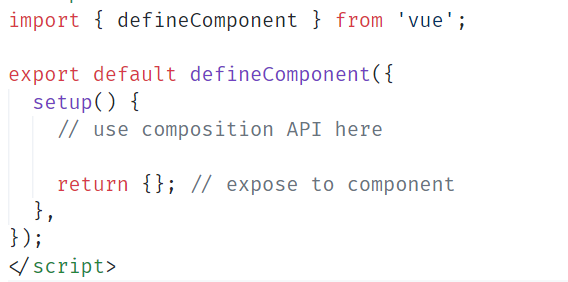 import { defineComponent } from 'vue';
export default defineComponent({
  setup() {
    // use composition API here
    return {}; // expose to component
  },
});
</script>